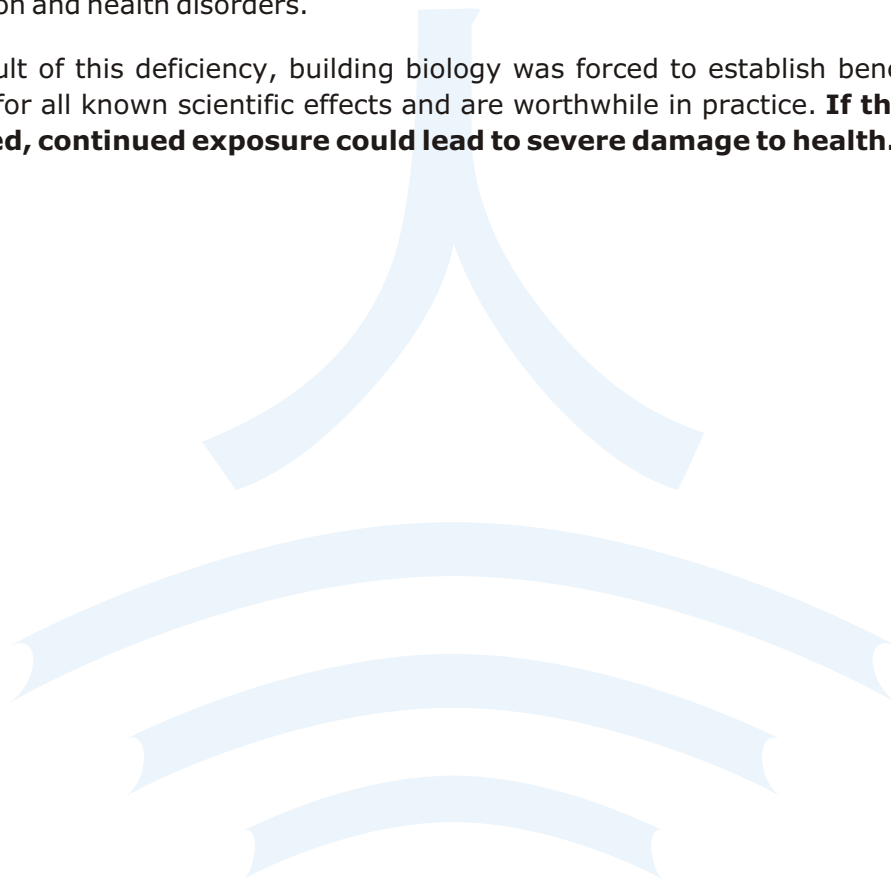 on and health disorders.
ult of this deficiency, building biology was forced to establish bene
for all known scientific effects and are worthwhile in practice. If th
ed, continued exposure could lead to severe damage to health.